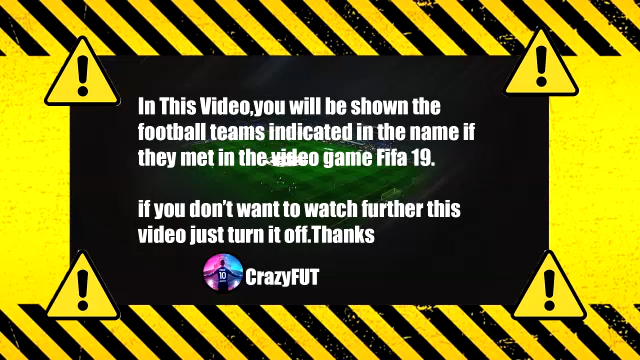 In This Video,you will be shown the
football teams indicated in the name if
they met in the video game Fifa 19.
if you don't want to watch further this
video just turn it off.Thanks
10
CrazyFUT